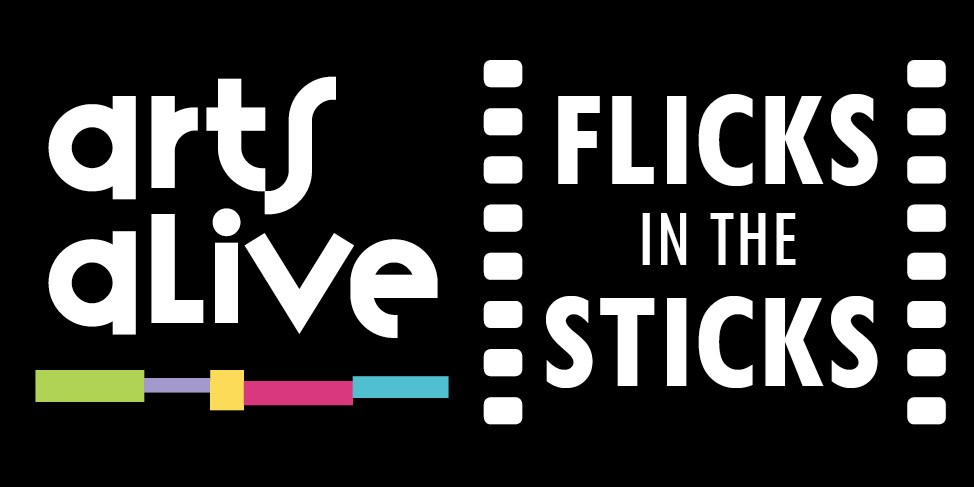 arts
aLive
FLICKS
IN THE
STICKS